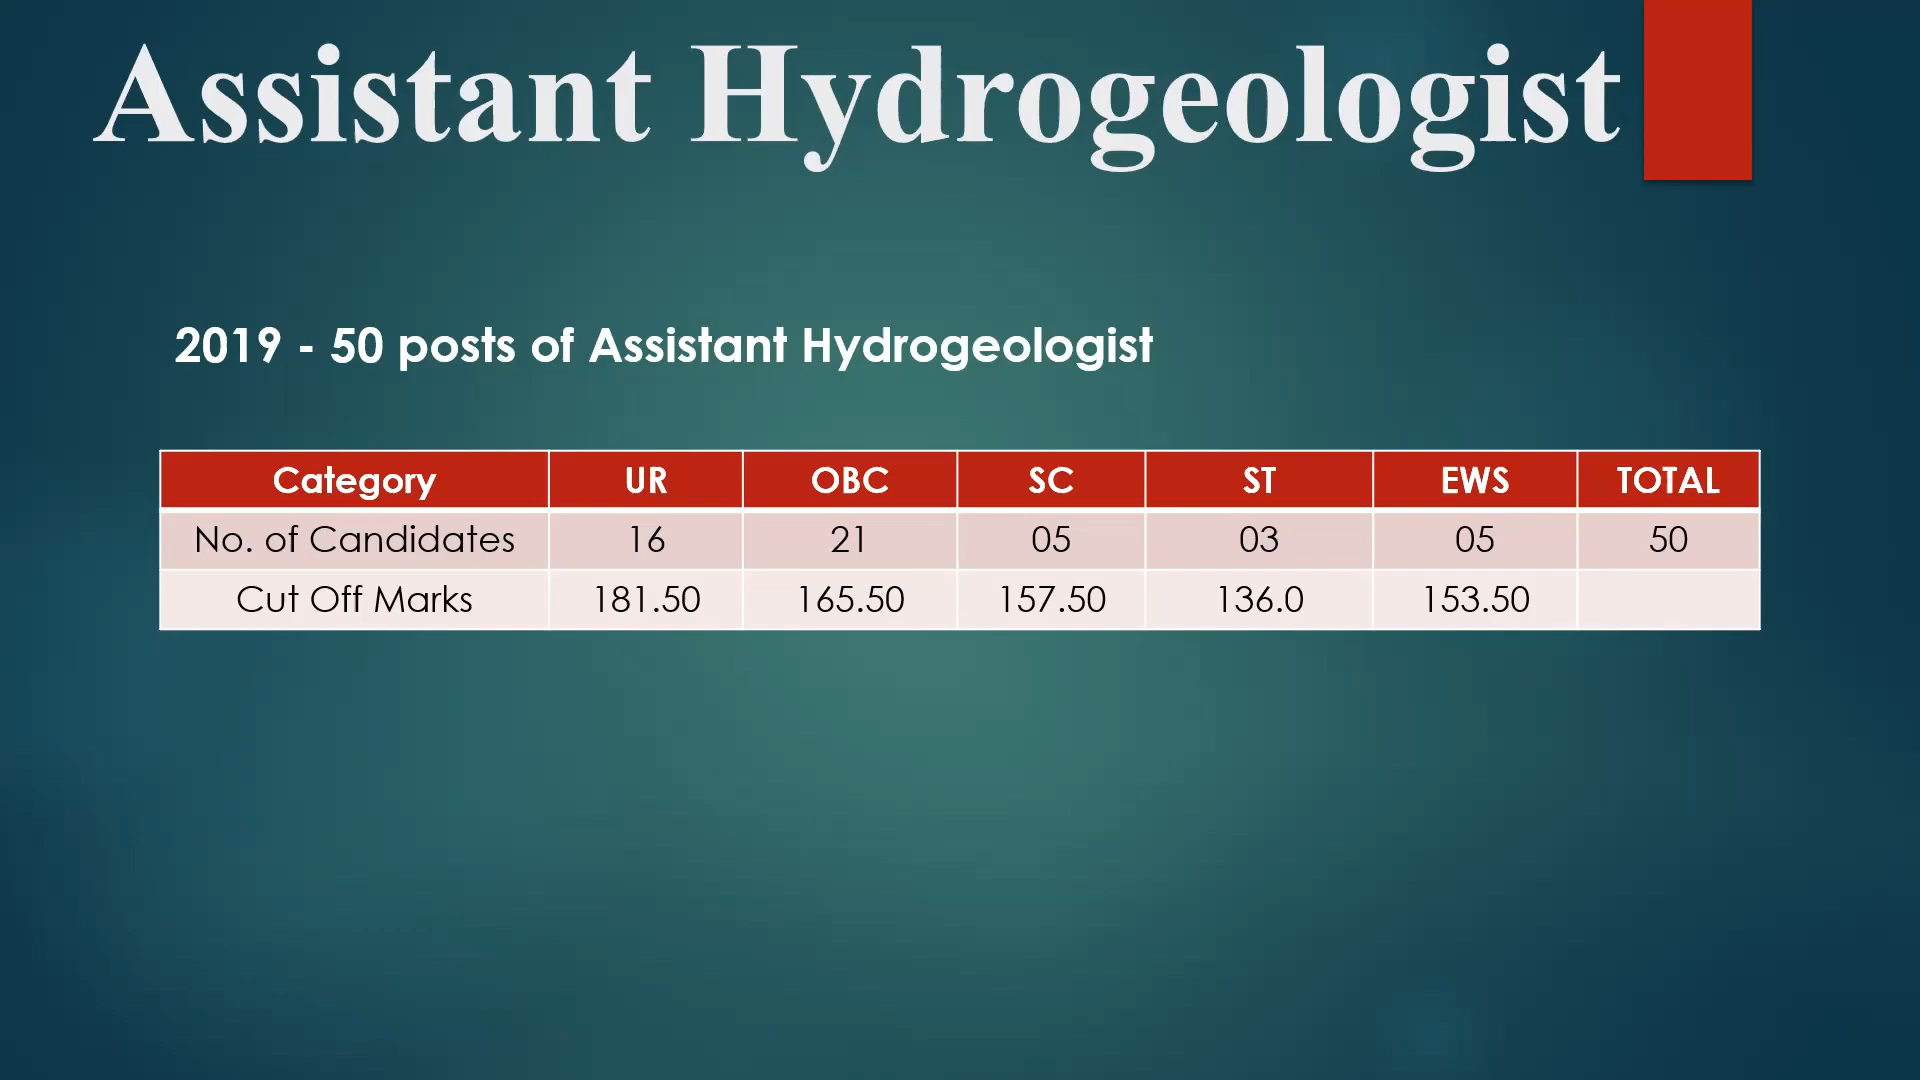 Assistant Hydrogeologist
2019 - 50 posts of Assistant Hydrogeologist
Category UR OBC SC ST EWS TOTAL
No. of Candidates 16 21 05 03 05 50
Cut Off Marks 181.50 165.50 157.50 136.0 153.50